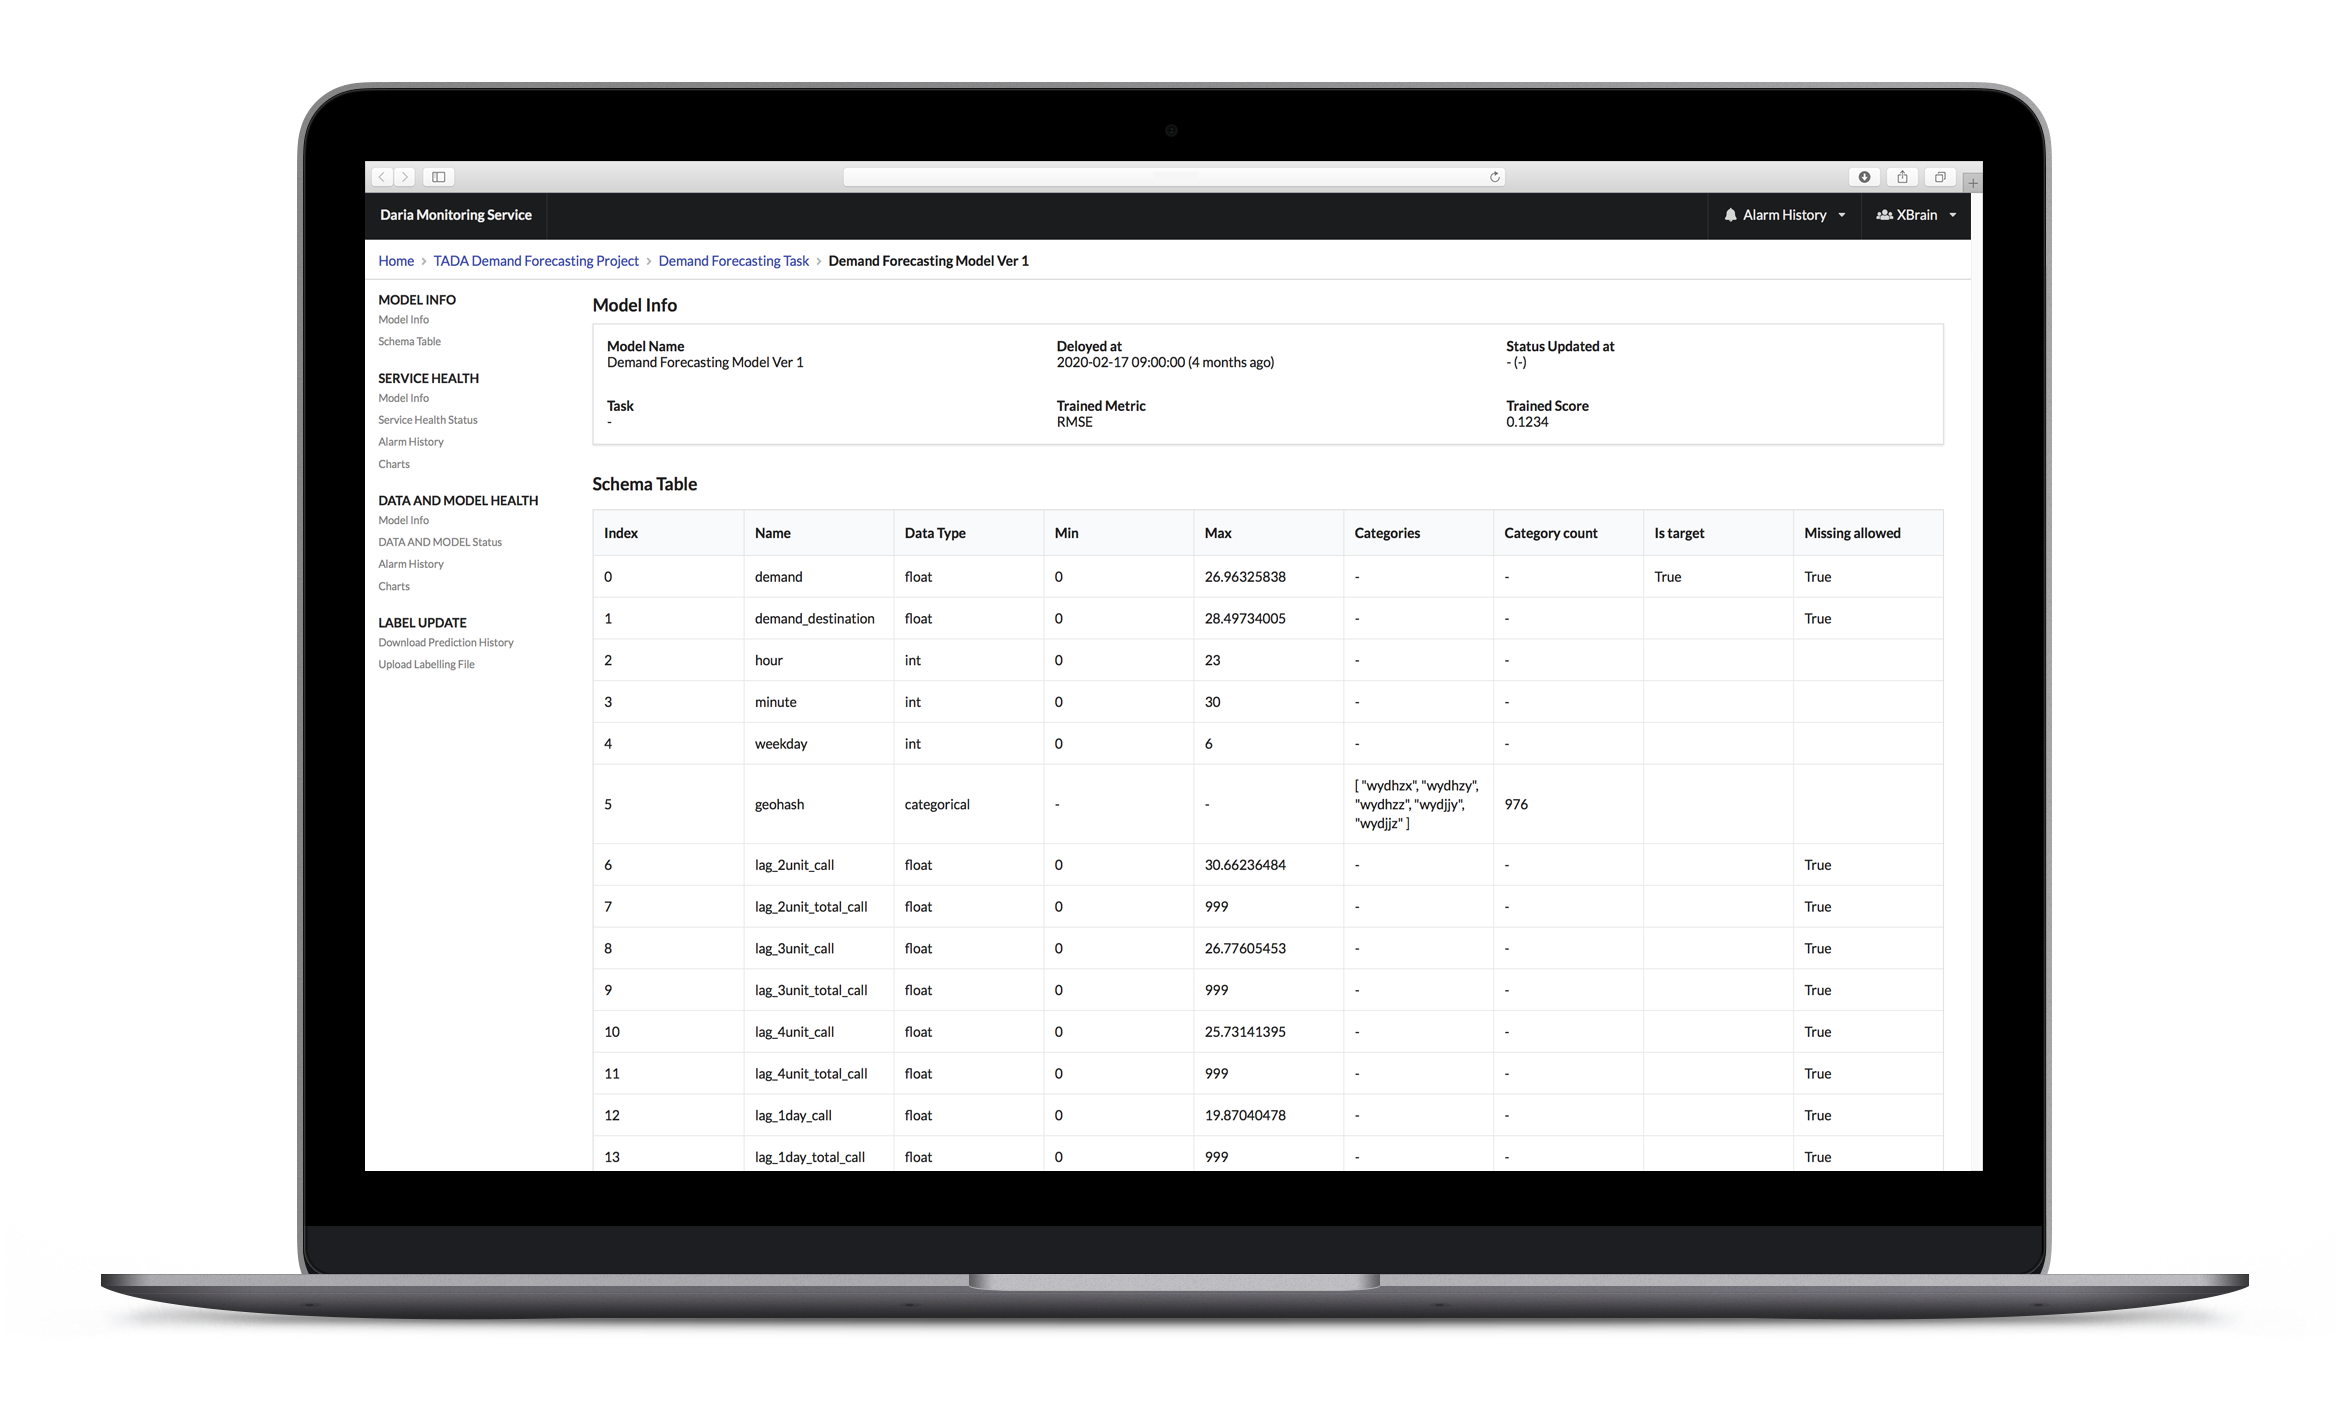 Daria Monitoring Service
Alarm History
XBrain
Home > TADA Demand Forecasting Project > Demand Forecasting Task > Demand Forecasting Model Ver 1
MODEL INFO
Model Info
Schema Table
SERVICE HEALTH
Model Info
Service Health Status
Alarm History
Charts
DATA AND MODEL HEALTH
Model Info
DATA AND MODEL Status
Alarm History
Charts
LABEL UPDATE
Download Prediction History
Upload Labelling File
Model Info
Model Name
Demand Forecasting Model Ver 1
Deloyed at
2020-02-17 09:00:00 (4 months ago)
Status Updated at
- (-)
Task
-
Trained Metric
RMSE
Trained Score
0.1234
Schema Table
Index Name Data Type Min Max Categories Category count Is target Missing allowed
0 demand float 0 26.96325838 - - True True
1 demand_destination float 0 28.49734005 - - True
2 hour int 0 23 - -
3 minute int 0 30 - -
4 weekday int 0 6 - -
5 geohash categorical - - [ "wydhzx", "wydhzy",
"wydhzz", "wydjjy",
"wydjjz" ] 976
6 lag_2unit_call float 0 30.66236484 - - True
7 lag_2unit_total_call float 0 999 - - True
8 lag_3unit_call float 0 26.77605453 - - True
9 lag_3unit_total_call float 0 999 - - True
10 lag_4unit_call float 0 25.73141395 - - True
11 lag_4unit_total_call float 0 999 - - True
12 lag_1day_call float 0 19.87040478 - - True
13 lag_1day_total_call float 0 999 - - True